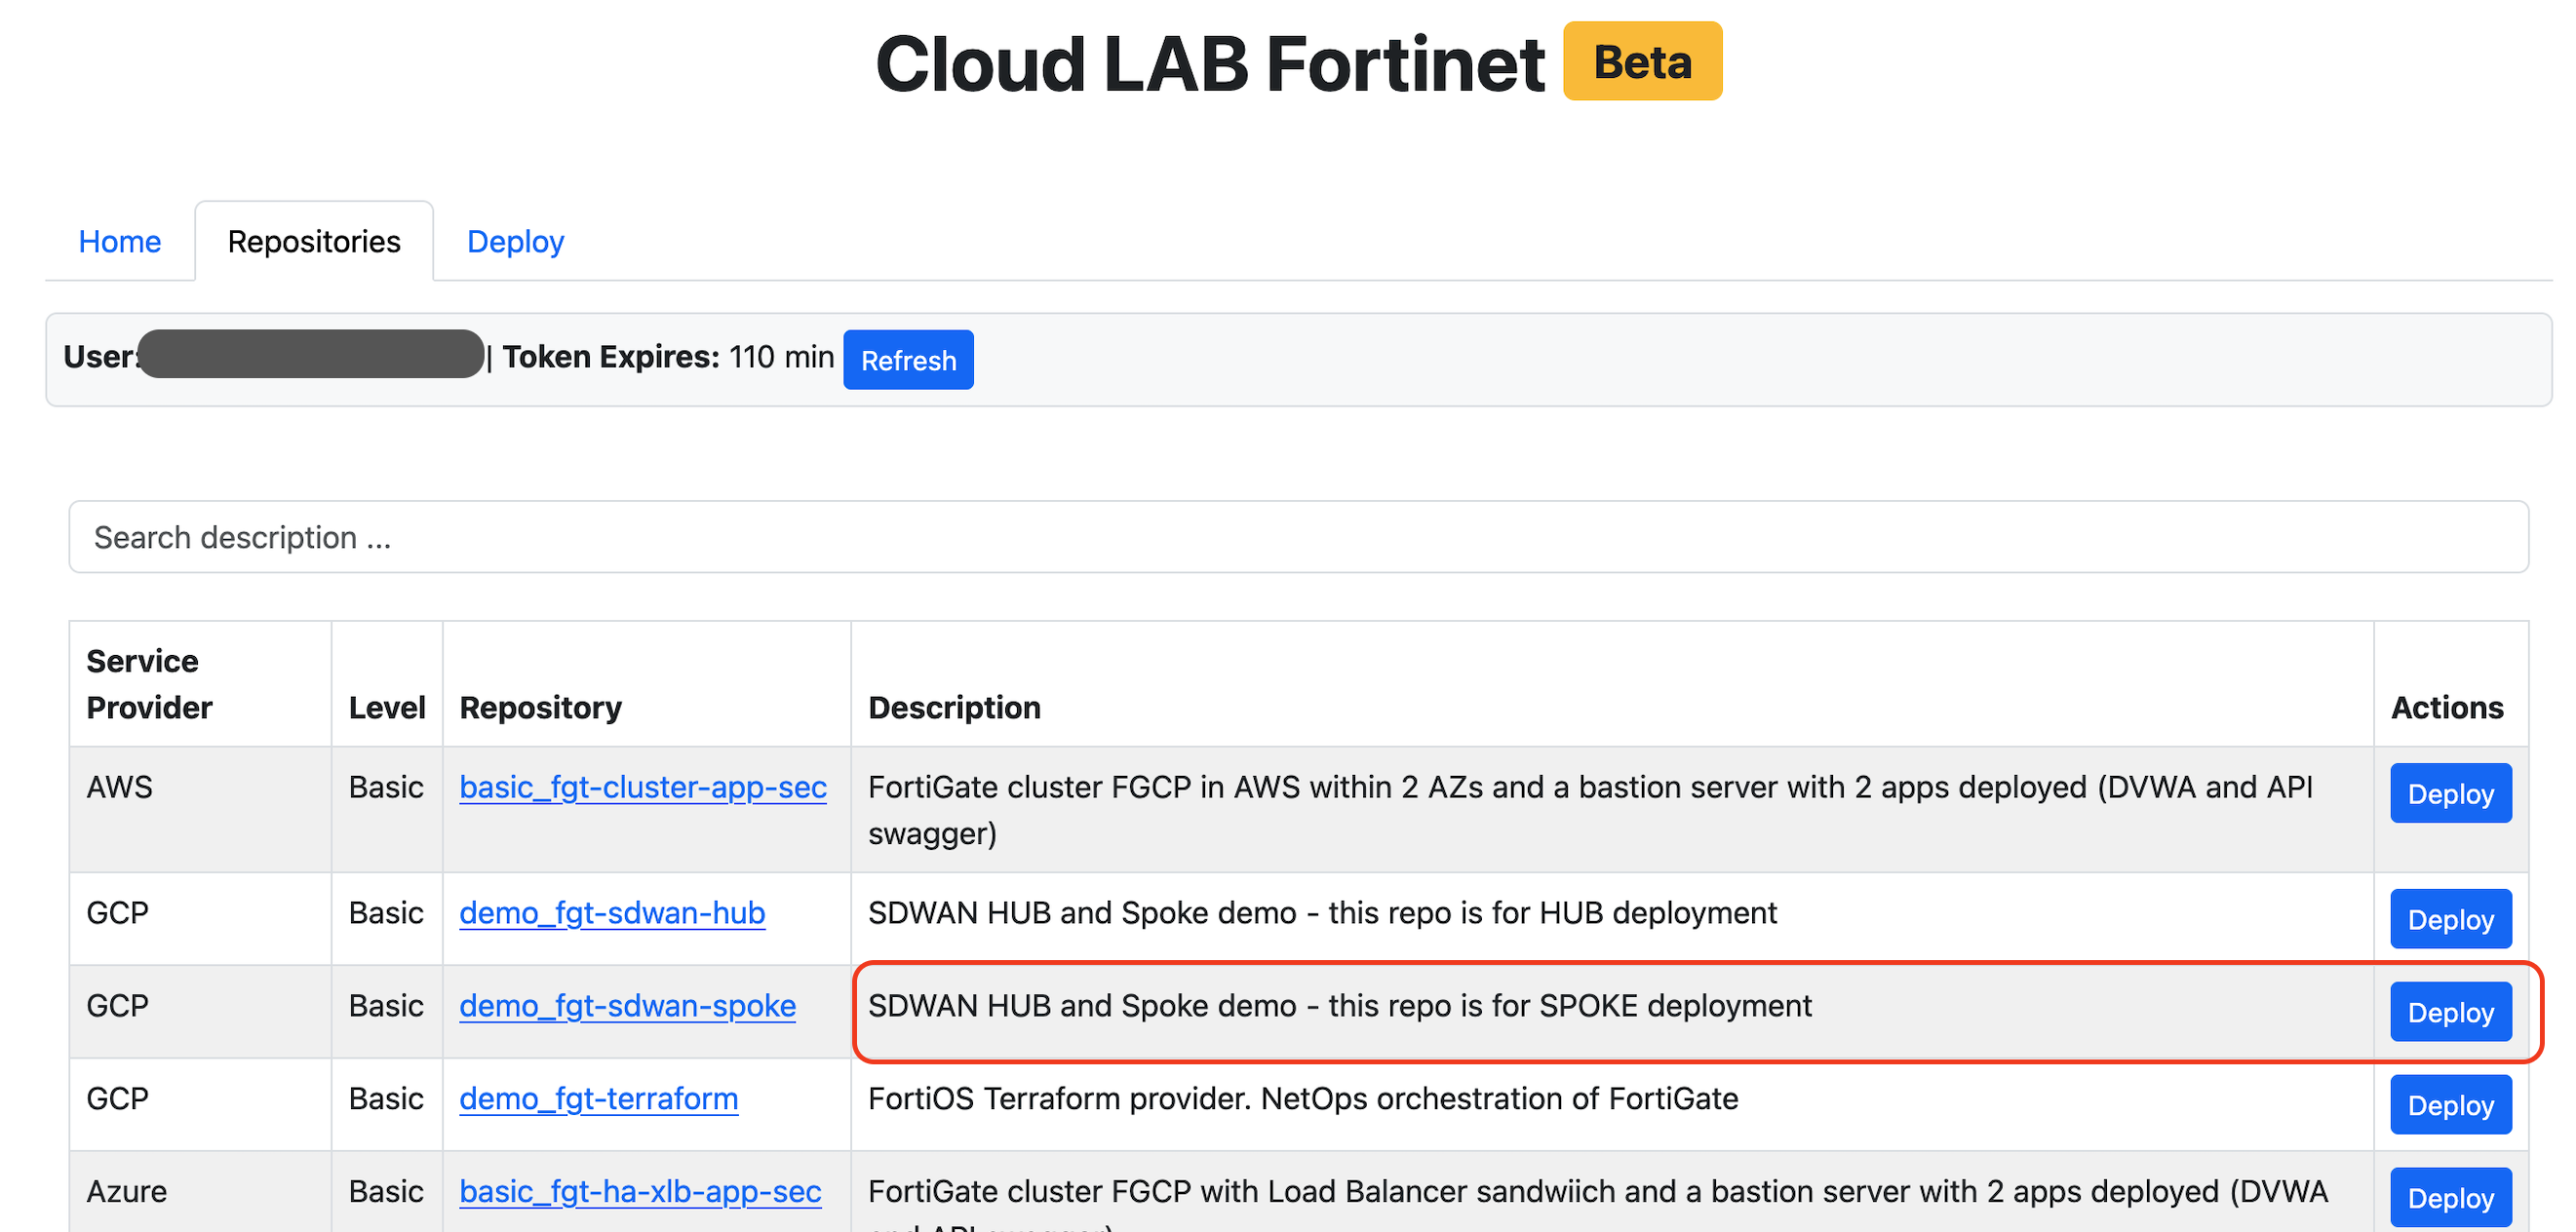 Cloud LAB Fortinet Beta
Home Repositories Deploy
User: | Token Expires: 110 min Refresh
Search description ...
Service
Provider Level Repository Description Actions
AWS Basic basic_fgt-cluster-app-sec FortiGate cluster FGCP in AWS within 2 AZs and a bastion server with 2 apps deployed (DVWA and API Deploy
swagger)
GCP Basic demo_fgt-sdwan-hub SDWAN HUB and Spoke demo - this repo is for HUB deployment Deploy
GCP Basic demo_fgt-sdwan-spoke SDWAN HUB and Spoke demo - this repo is for SPOKE deployment Deploy
GCP Basic demo_fgt-terraform FortiOS Terraform provider. NetOps orchestration of FortiGate Deploy
Azure Basic basic_fgt-ha-xlb-app-sec FortiGate cluster FGCP with Load Balancer sandwiich and a bastion server with 2 apps deployed (DVWA Deploy